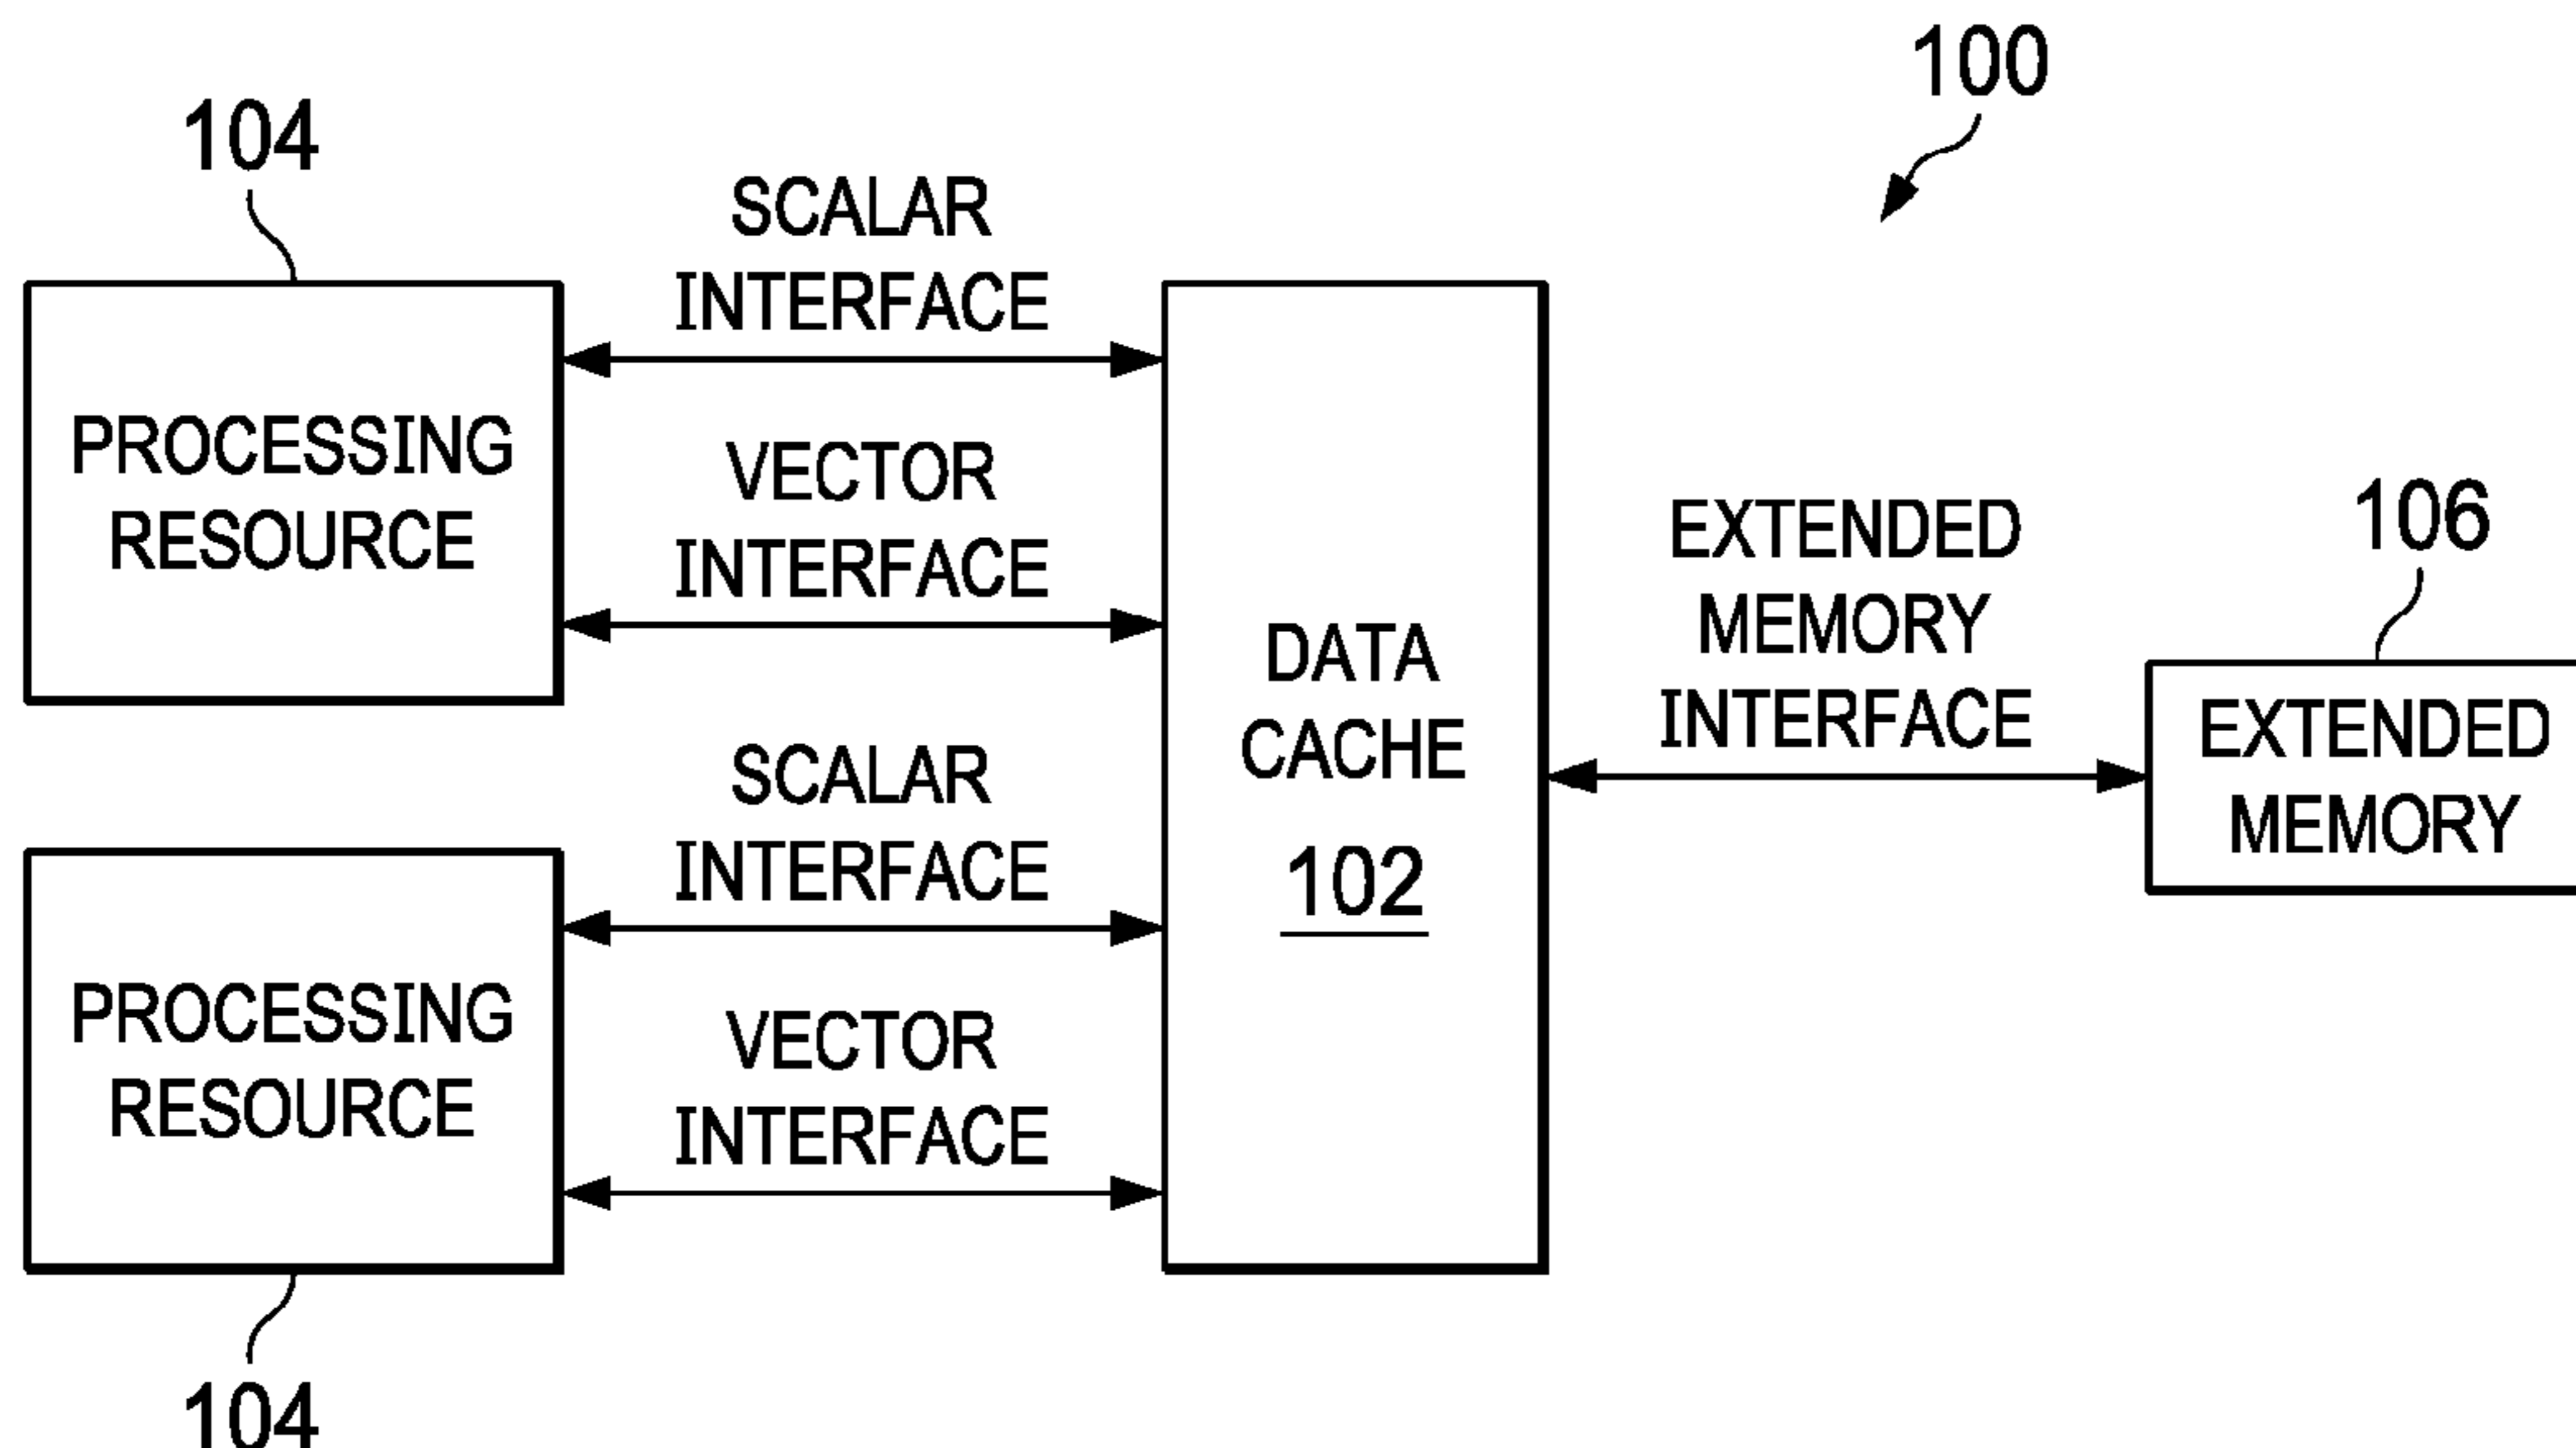 100
104
SCALAR
INTERFACE
PROCESSING
RESOURCE
VECTOR
INTERFACE
DATA
CACHE
102
EXTENDED
MEMORY
INTERFACE
106
EXTENDED
MEMORY
SCALAR
INTERFACE
PROCESSING
RESOURCE
VECTOR
INTERFACE
104